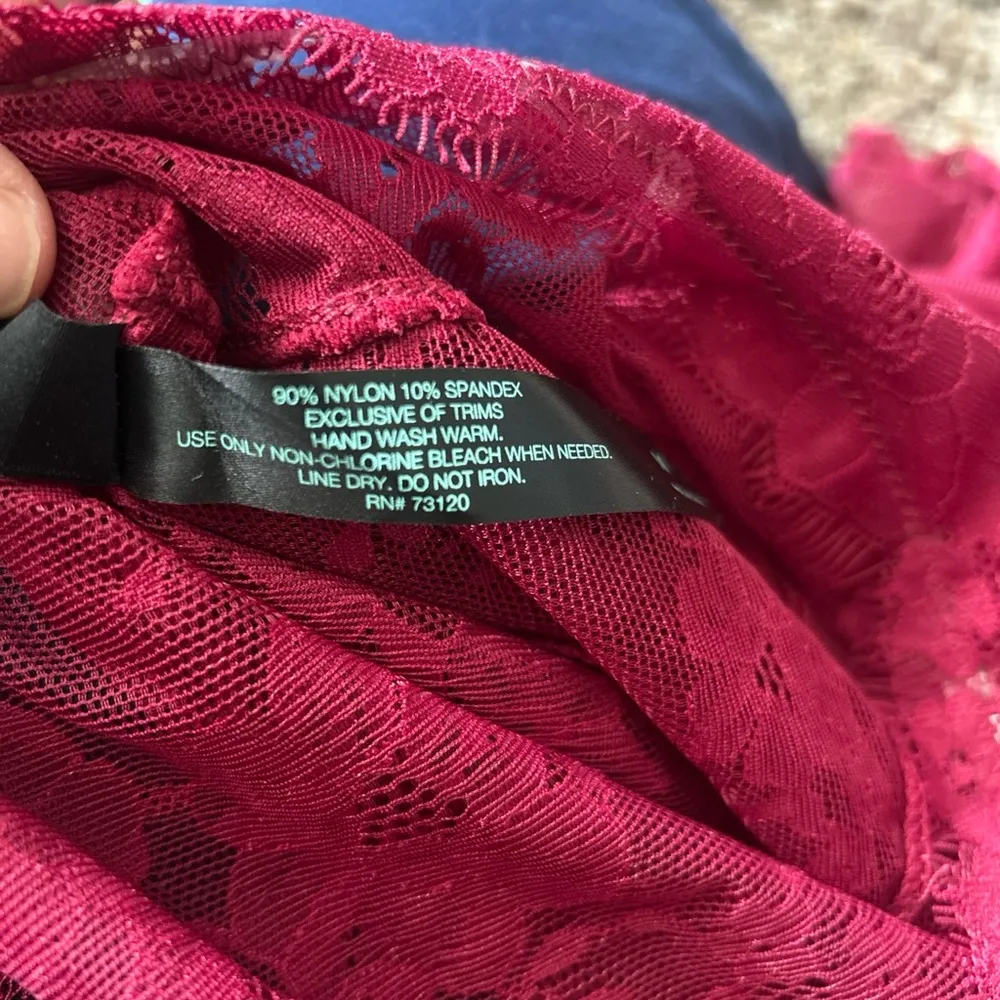 90% NYLON 10% SPANDEX
EXCLUSIVE OF TRIMS
HAND WASH WARM.
USE ONLY NON-CHLORINE BLEACH WHEN NEEDED.
LINE DRY. DO NOT IRON.
RN# 73120